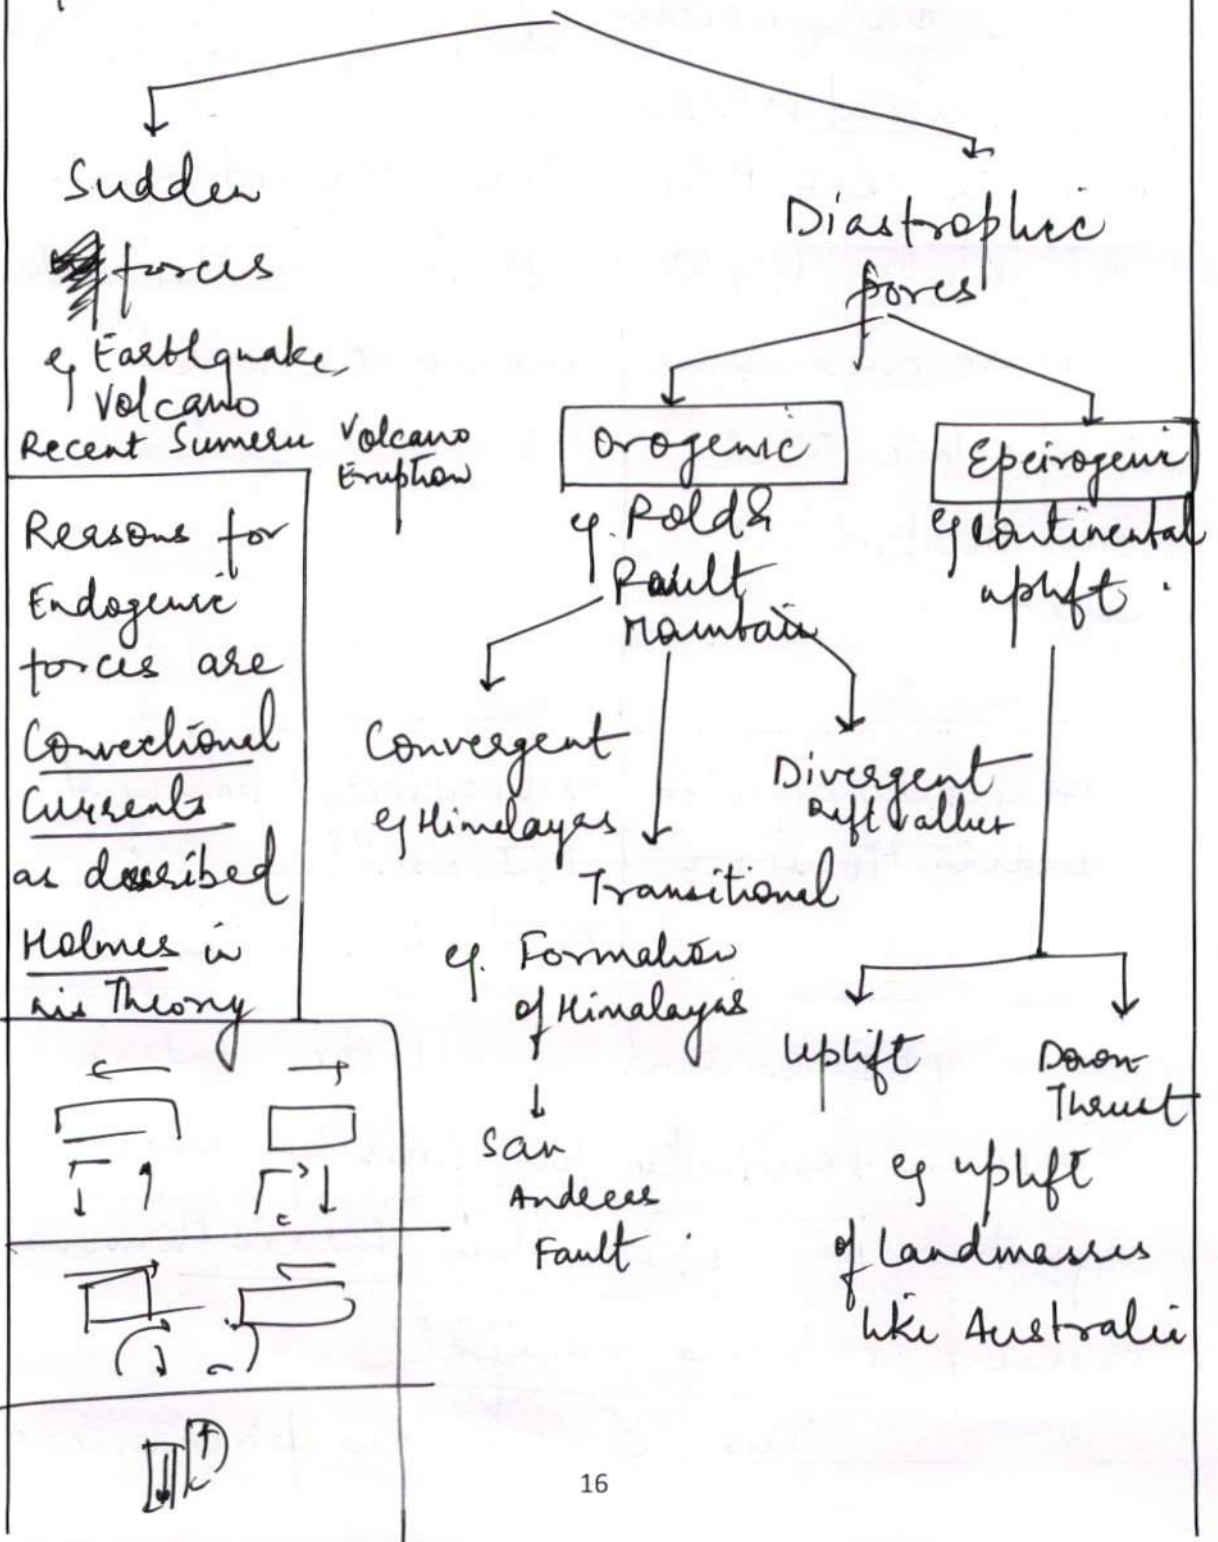 Sudden
forces
eg Earthquake,
Volcano
Recent Sumeru Volcano
Eruption
Reasons for
Endogenic
forces are
Convectional
Currents
as described
Holmes in
his Theory
Diastrophic
forces
Orogenic
eg. Fold &
Fault
Mountain
Convergent
eg Himalayas
Transitional
eg. Formation
of Himalayas
San
Andreas
Fault.
Divergent
Rift Vallies
Epeirogenic
eg continental
uplift.
Uplift
Down
Thrust
eg uplift
of landmasses
like Australia
16